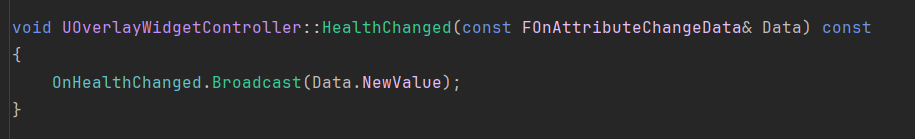 void UOverlayWidgetController::HealthChanged(const FOnAttributeChangeData& Data) const
{
    OnHealthChanged.Broadcast(Data.NewValue);
}